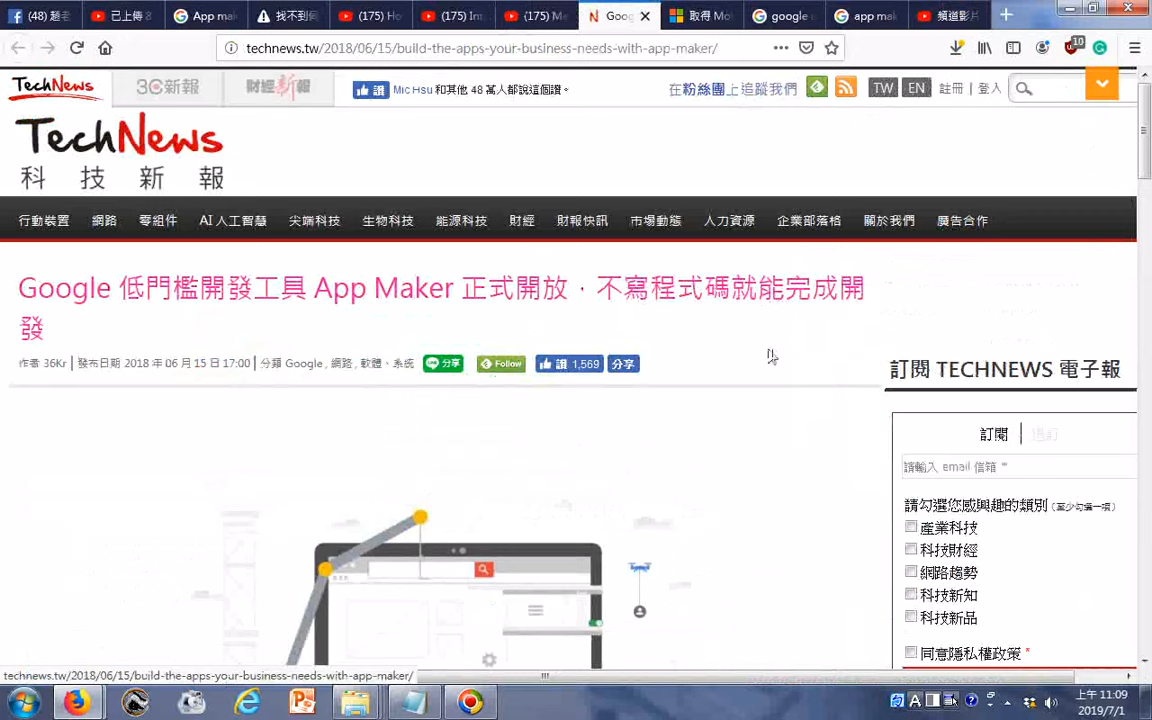 (48) 趙老
已上傳 8
App mak
找不到伺
(175) Ho
(175) Im
(175) Me
Goog
取得 Mo
google
app mak
頻道影片
technews.tw/2018/06/15/build-the-apps-your-business-needs-with-app-maker/
10
TechNews
3C新報
財經新報
讚 Mic Hsu 和其他 48 萬人都說這個讚。
在粉絲團上追蹤我們
TW EN 註冊 | 登入
TechNews
科技新報
行動裝置 網路 零組件 AI 人工智慧 尖端科技 生物科技 能源科技 財經 財報快訊 市場動態 人力資源 企業部落格 關於我們 廣告合作
Google 低門檻開發工具 App Maker 正式開放，不寫程式碼就能完成開
發
作者 36Kr | 發布日期 2018 年 06 月 15 日 17:00 | 分類 Google , 網路 , 軟體、系統 分享 Follow 讚 1,569 分享
訂閱 TECHNEWS 電子報
訂閱 | 退訂
請輸入 email 信箱 *
請勾選您感興趣的類別 (至少勾選一項)
產業科技
科技財經
網路趨勢
科技新知
科技新品
同意隱私權政策 *
technews.tw/2018/06/15/build-the-apps-your-business-needs-with-app-maker/
上午 11:09
2019/7/1